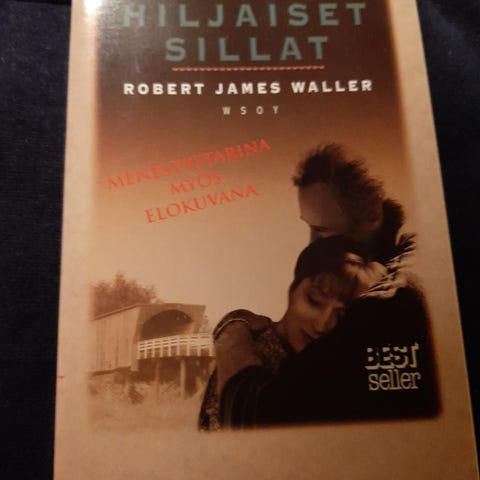 HILJAISET
SILLAT
ROBERT JAMES WALLER
WSOY
MENESTYSTARINA
MYÖS
ELOKUVANA
BEST
seller